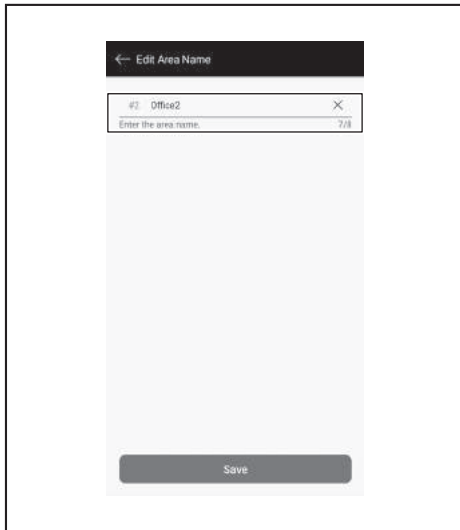 ← Edit Area Name
#2 Office2 ✕
Enter the area name. 7/8
Save